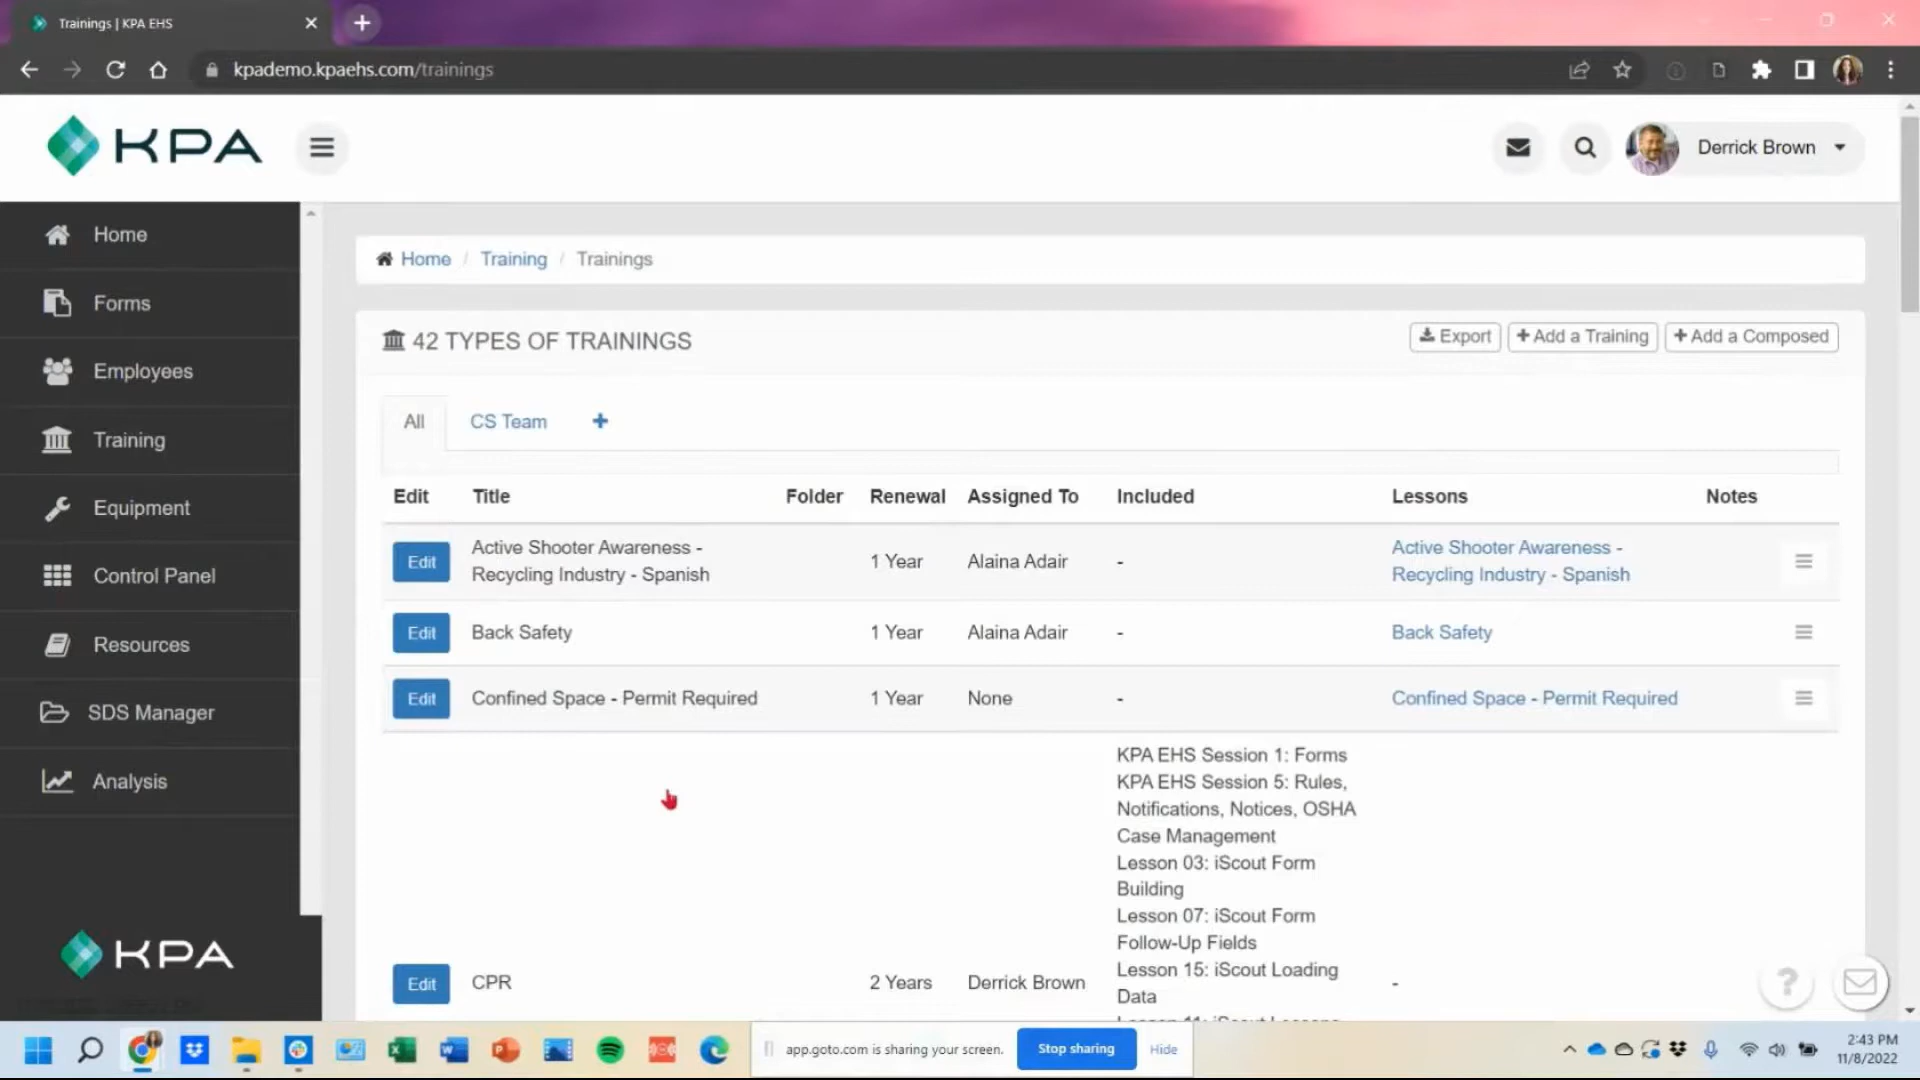 Trainings | KPA EHS
kpademo.kpaehs.com/trainings
KPA
Derrick Brown
Home
Forms
Employees
Training
Equipment
Control Panel
Resources
SDS Manager
Analysis
KPA
Home / Training / Trainings
42 TYPES OF TRAININGS
Export
+ Add a Training
+ Add a Composed
All
CS Team
+
Edit Title Folder Renewal Assigned To Included Lessons Notes
Edit
Active Shooter Awareness -
Recycling Industry - Spanish
1 Year
Alaina Adair
-
Active Shooter Awareness -
Recycling Industry - Spanish
Edit Back Safety 1 Year Alaina Adair - Back Safety
Edit Confined Space - Permit Required 1 Year None - Confined Space - Permit Required
Edit
CPR
2 Years
Derrick Brown
KPA EHS Session 1: Forms
KPA EHS Session 5: Rules,
Notifications, Notices, OSHA
Case Management
Lesson 03: iScout Form
Building
Lesson 07: iScout Form
Follow-Up Fields
Lesson 15: iScout Loading
Data
-
app.goto.com is sharing your screen.
Stop sharing
Hide
2:43 PM
11/8/2022